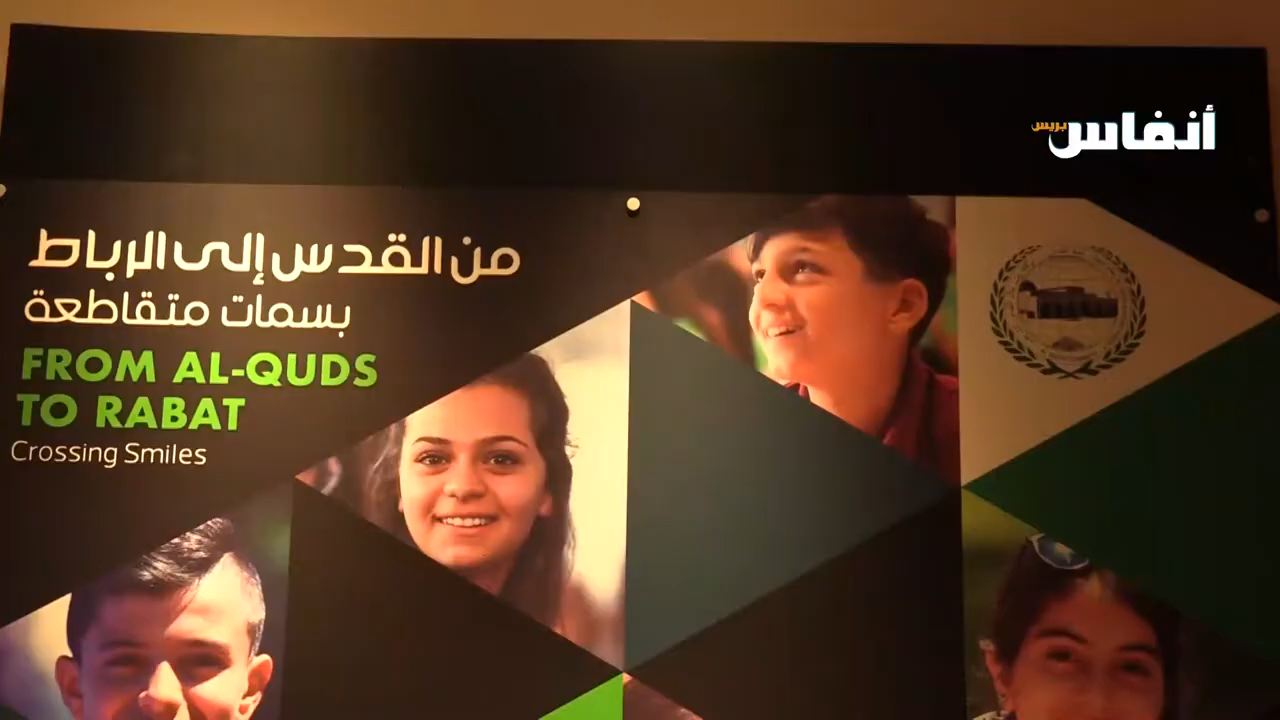 أنفاس بريس
من القدس إلى الرباط
بسمات متقاطعة
FROM AL-QUDS
TO RABAT
Crossing Smiles